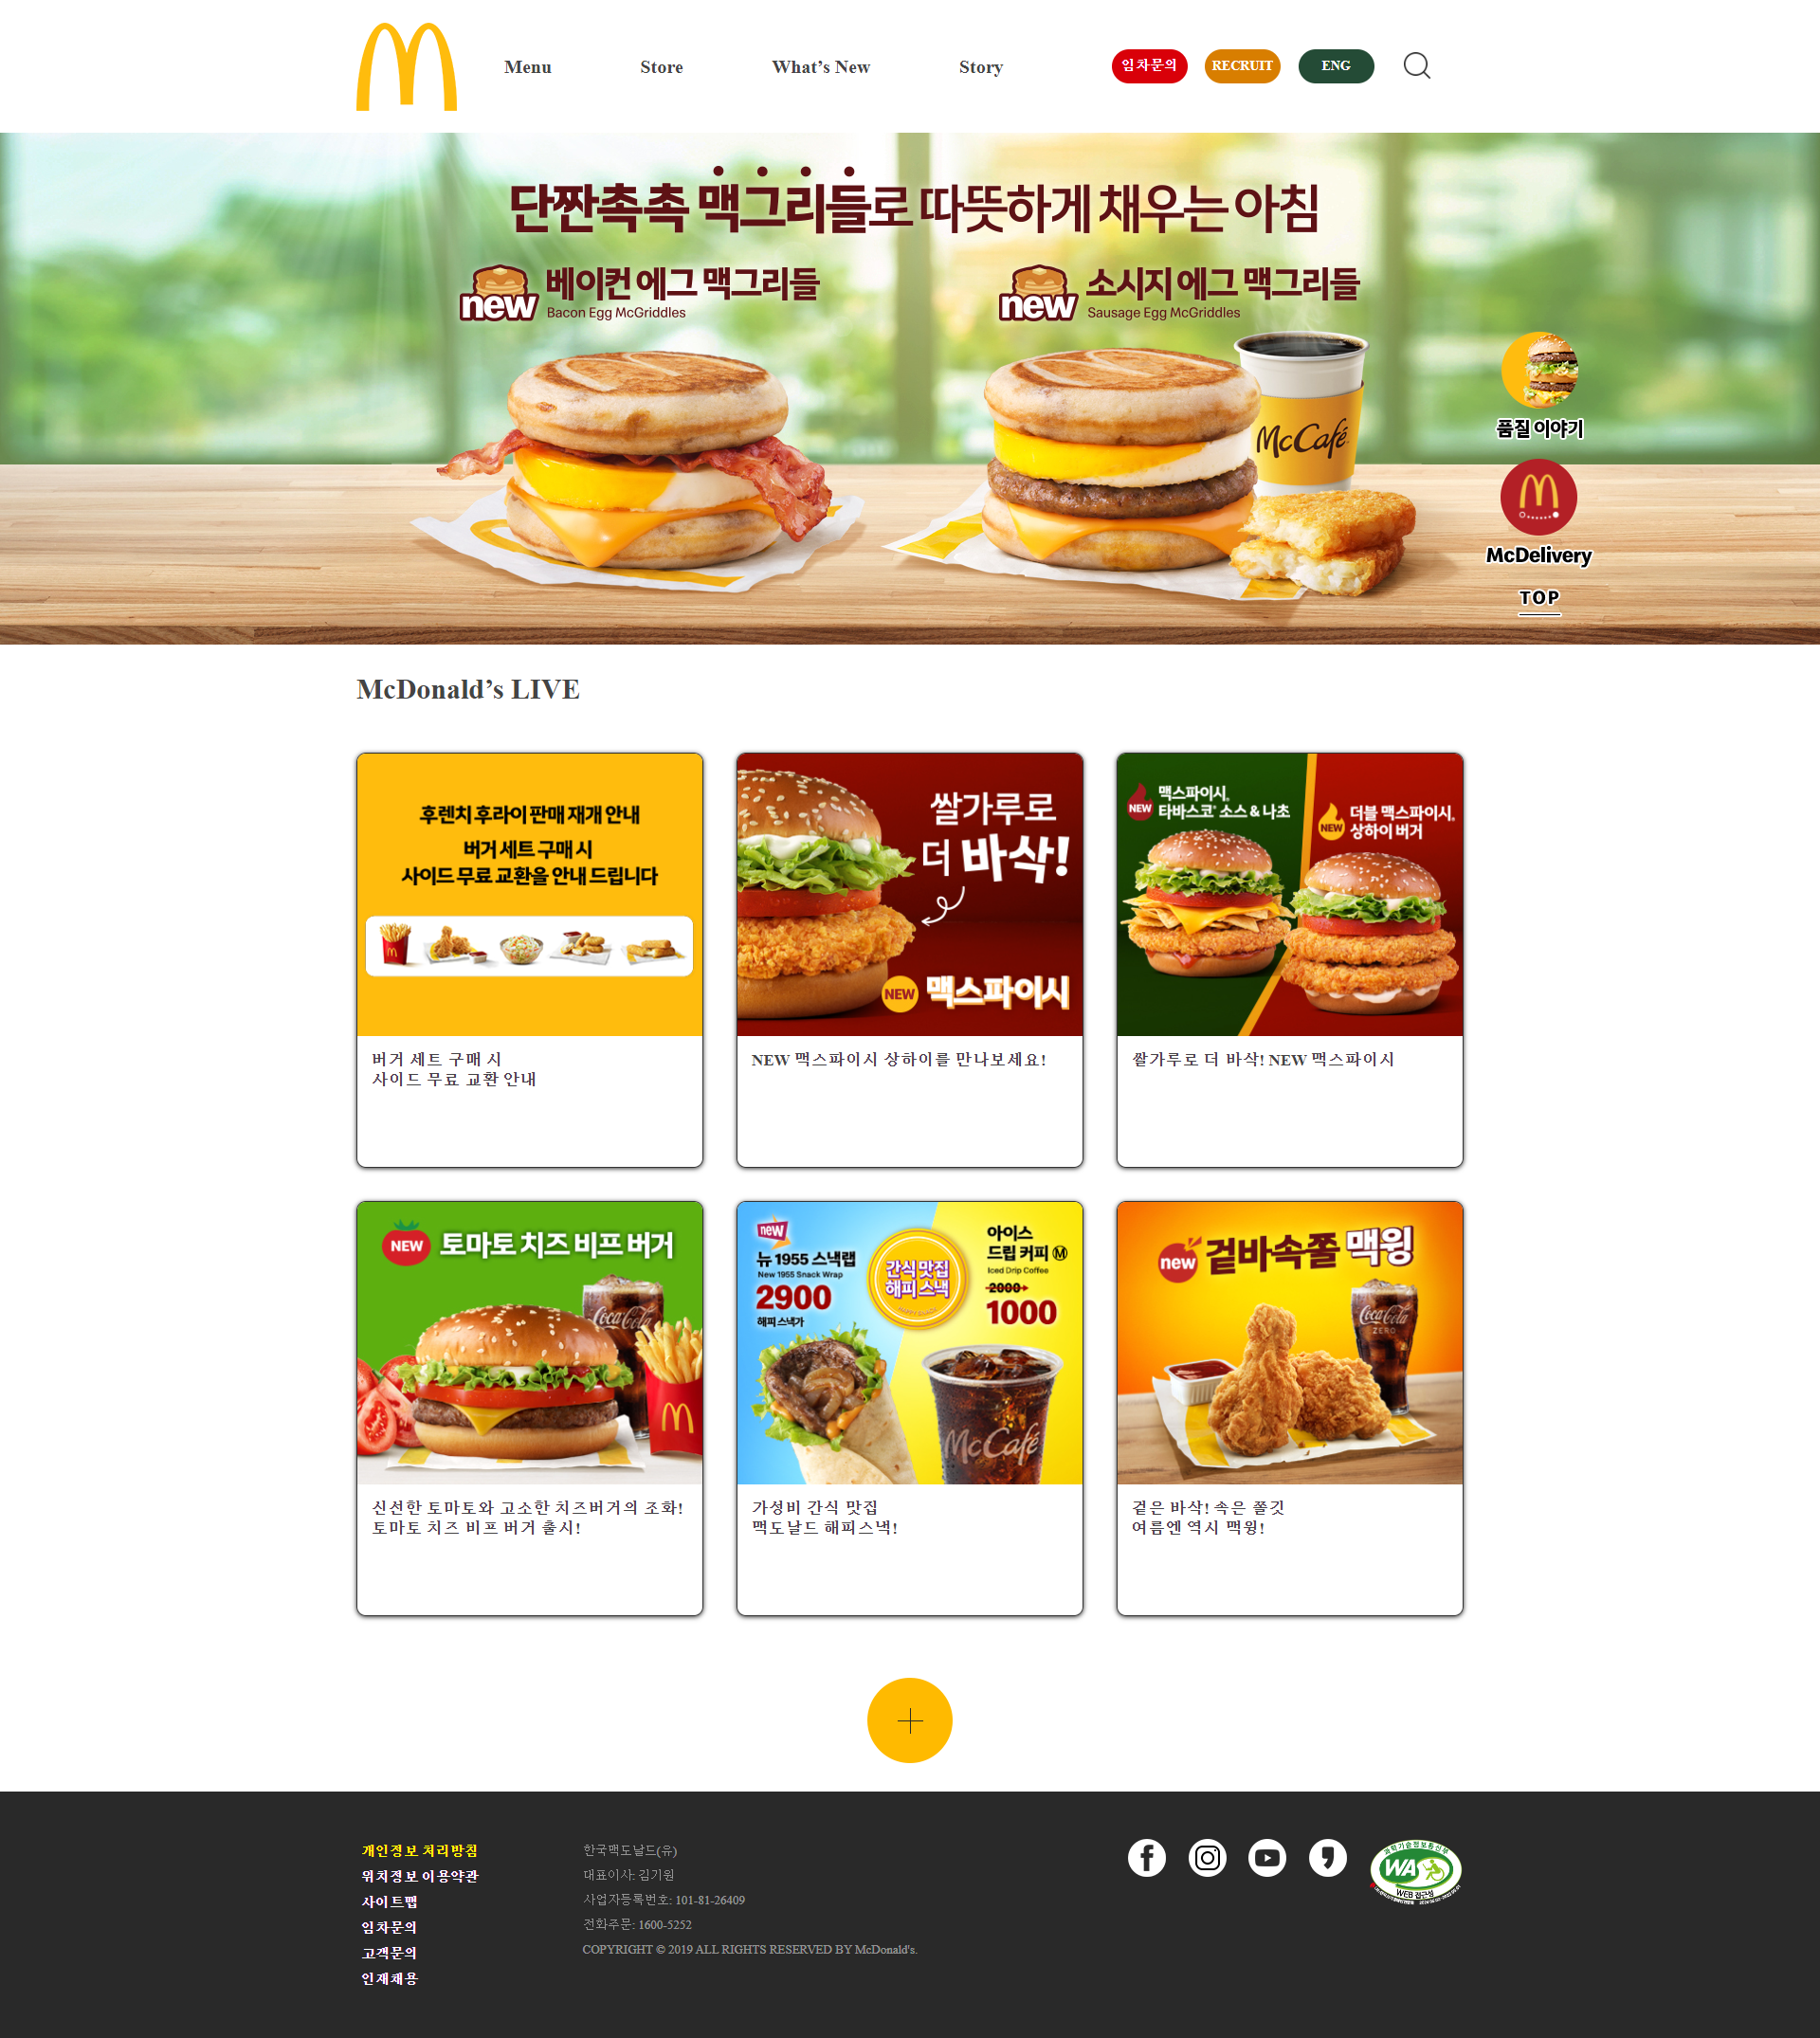 Menu
Store
What’s New
Story
임차문의
RECRUIT
ENG
단짠촉촉 맥그리들로 따뜻하게 채우는 아침
new 베이컨 에그 맥그리들
Bacon Egg McGriddles
new 소시지 에그 맥그리들
Sausage Egg McGriddles
McCafé
품질 이야기
McDelivery
TOP
McDonald’s LIVE
후렌치 후라이 판매 재개 안내
버거 세트 구매 시
사이드 무료 교환을 안내 드립니다
버거 세트 구매 시
사이드 무료 교환 안내
쌀가루로
더 바삭!
NEW 맥스파이시
NEW 맥스파이시 상하이를 만나보세요!
NEW 맥스파이시®
타바스코® 소스 & 나초
NEW 더블 맥스파이시®
상하이 버거
쌀가루로 더 바삭! NEW 맥스파이시
NEW 토마토 치즈 비프 버거
Coca-Cola
신선한 토마토와 고소한 치즈버거의 조화!
토마토 치즈 비프 버거 출시!
new
뉴 1955 스낵랩
New 1955 Snack Wrap
2900
해피 스낵가
간식 맛집
해피 스낵
HAPPY SNACK
아이스
드립 커피 M
Iced Drip Coffee
2000
1000
McCafé
가성비 간식 맛집
맥도날드 해피스낵!
new 겉바속쫄 맥윙
Coca-Cola
ZERO
겉은 바삭! 속은 쫄깃
여름엔 역시 맥윙!
개인정보 처리방침
위치정보 이용약관
사이트맵
임차문의
고객문의
인재채용
한국맥도날드(유)
대표이사: 김기원
사업자등록번호: 101-81-26409
전화주문: 1600-5252
COPYRIGHT © 2019 ALL RIGHTS RESERVED BY McDonald's.
과학기술정보통신부
WA
WEB 접근성